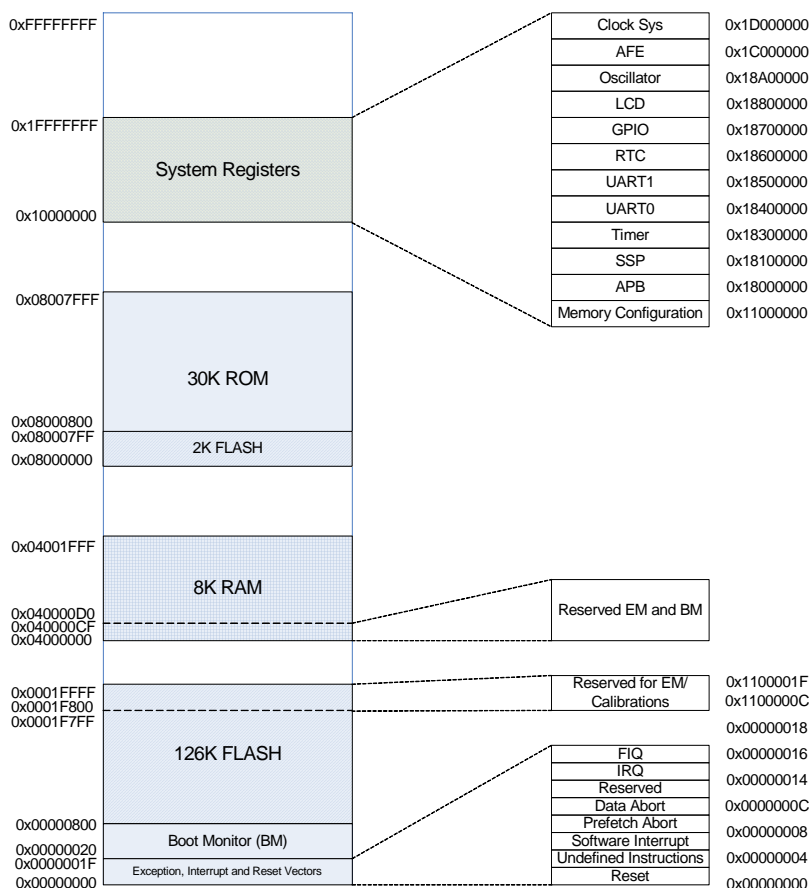 0xFFFFFFFF
0x1FFFFFFF
System Registers
0x10000000
0x08007FFF
30K ROM
0x08000800
0x080007FF
2K FLASH
0x08000000
0x04001FFF
8K RAM
0x040000D0
0x040000CF
0x04000000
0x0001FFFF
0x0001F800
0x0001F7FF
126K FLASH
0x00000800
Boot Monitor (BM)
0x00000020
0x0000001F
Exception, Interrupt and Reset Vectors
0x00000000
Clock Sys 0x1D000000
AFE 0x1C000000
Oscillator 0x18A00000
LCD 0x18800000
GPIO 0x18700000
RTC 0x18600000
UART1 0x18500000
UART0 0x18400000
Timer 0x18300000
SSP 0x18100000
APB 0x18000000
Memory Configuration 0x11000000
Reserved EM and BM
Reserved for EM/ 0x1100001F
Calibrations 0x1100000C
0x00000018
FIQ 0x00000016
IRQ
Reserved 0x00000014
Data Abort 0x0000000C
Prefetch Abort
Software Interrupt 0x00000008
Undefined Instructions 0x00000004
Reset 0x00000000